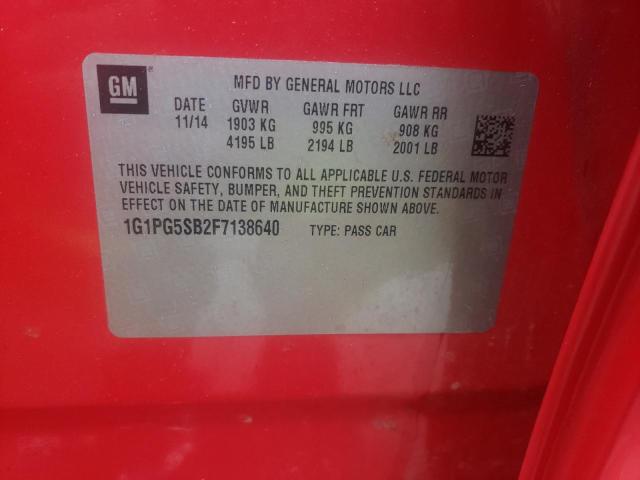 GM
MFD BY GENERAL MOTORS LLC
DATE GVWR GAWR FRT GAWR RR
11/14 1903 KG 995 KG 908 KG
4195 LB 2194 LB 2001 LB
THIS VEHICLE CONFORMS TO ALL APPLICABLE U.S. FEDERAL MOTOR
VEHICLE SAFETY, BUMPER, AND THEFT PREVENTION STANDARDS IN
EFFECT ON THE DATE OF MANUFACTURE SHOWN ABOVE.
1G1PG5SB2F7138640 TYPE: PASS CAR